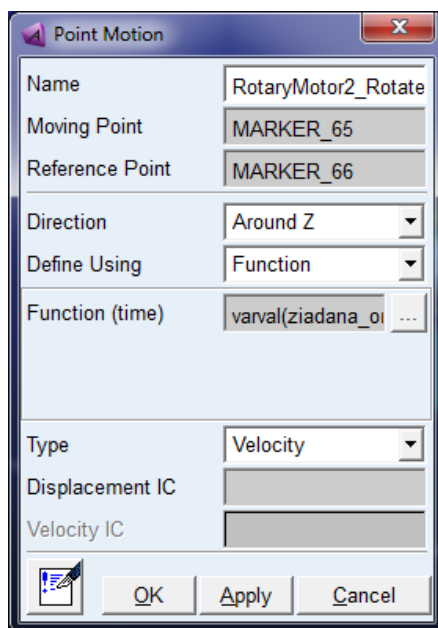 Point Motion
Name RotaryMotor2_Rotate
Moving Point MARKER_65
Reference Point MARKER_66
Direction Around Z
Define Using Function
Function (time) varval(ziadana_o ...
Type Velocity
Displacement IC
Velocity IC
OK Apply Cancel